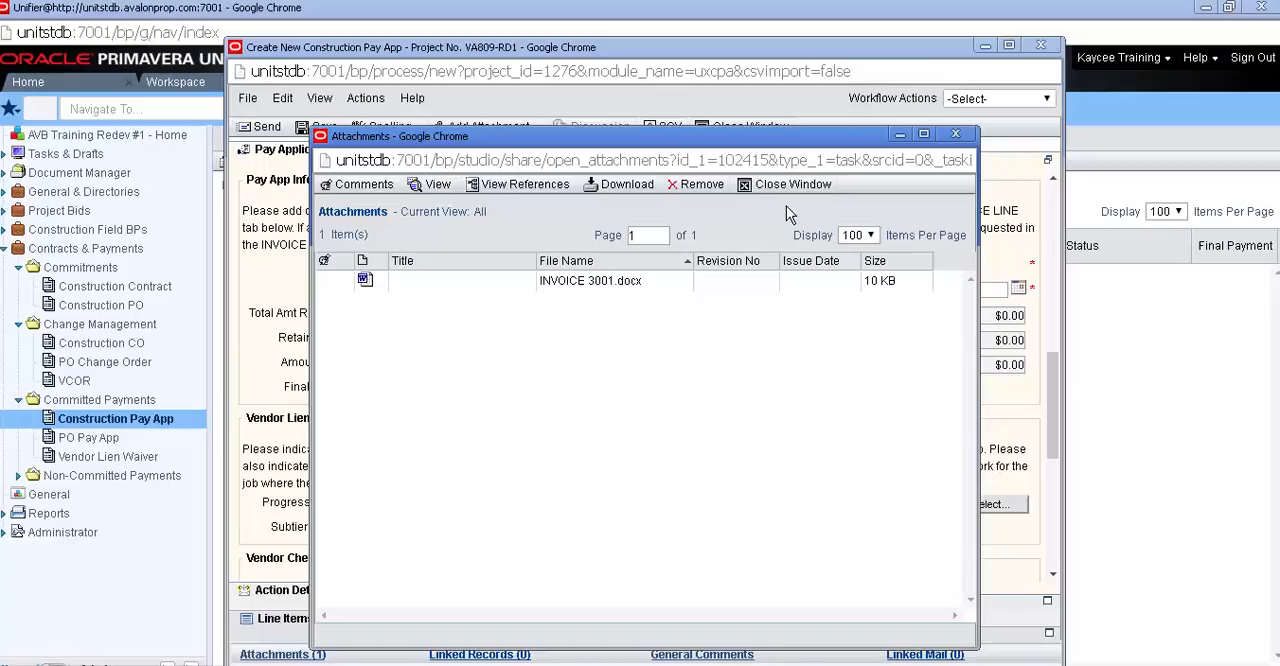 Unifier@http://unitstdb.avalonprop.com:7001 - Google Chrome
unitstdb:7001/bp/g/nav/index
ORACLE PRIMAVERA UN
Kaycee Training Help Sign Out
Home Workspace
Navigate To...
AVB Training Redev #1 - Home
Tasks & Drafts
Document Manager
General & Directories
Project Bids
Construction Field BPs
Contracts & Payments
Commitments
Construction Contract
Construction PO
Change Management
Construction CO
PO Change Order
VCOR
Committed Payments
Construction Pay App
PO Pay App
Vendor Lien Waiver
Non-Committed Payments
General
Reports
Administrator
Create New Construction Pay App - Project No. VA809-RD1 - Google Chrome
unitstdb:7001/bp/process/new?project_id=1276&module_name=uxcpa&csvimport=false
File Edit View Actions Help
Workflow Actions -Select-
Send
Pay Applic
Pay App Info
Please add c
tab below. If a
the INVOICE
CE LINE
quested in
*
*
Total Amt R $0.00
Retain $0.00
Amou $0.00
Final
Vendor Lien
Please indic
also indicate
job where the
p. Please
rk for the
Progress elect...
Subtier
Vendor Che
Action Det
Line Items
Attachments (1) Linked Records (0) General Comments Linked Mail (0)
Attachments - Google Chrome
unitstdb:7001/bp/studio/share/open_attachments?id_1=102415&type_1=task&srcid=0&_taski
Comments View View References Download Remove Close Window
Attachments - Current View: All
1 Item(s) Page 1 of 1 Display 100 Items Per Page
Title File Name Revision No Issue Date Size
INVOICE 3001.docx 10 KB
Display 100 Items Per Page
Status Final Payment